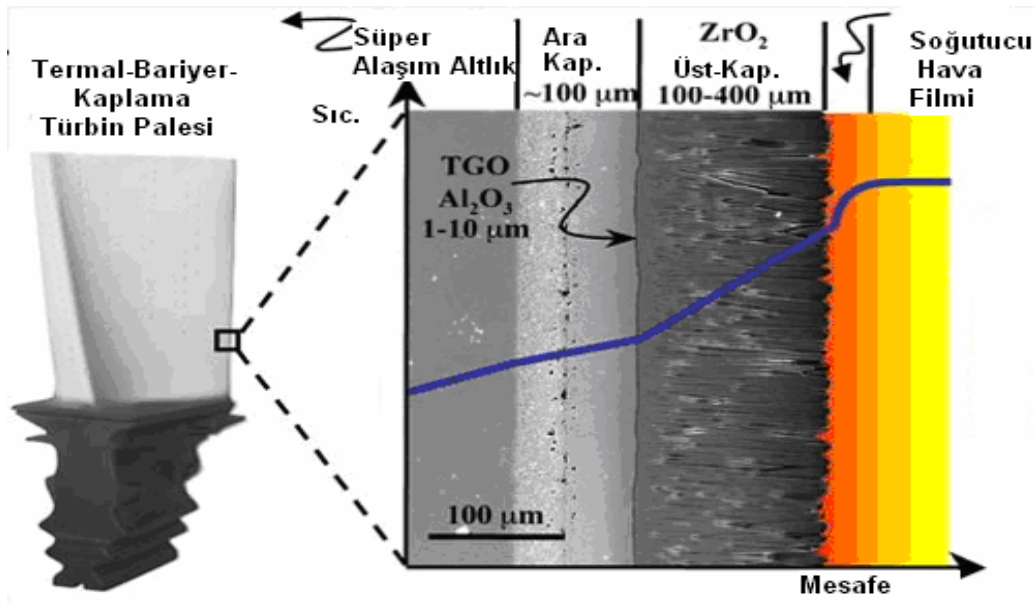 Termal-Bariyer-
Kaplama
Türbin Palesi
Süper
Alaşım Altlık
Ara
Kap.
~100 μm
ZrO₂
Üst-Kap.
100-400 μm
Soğutucu
Hava
Filmi
Sıc.
TGO
Al₂O₃
1-10 μm
100 μm
Mesafe